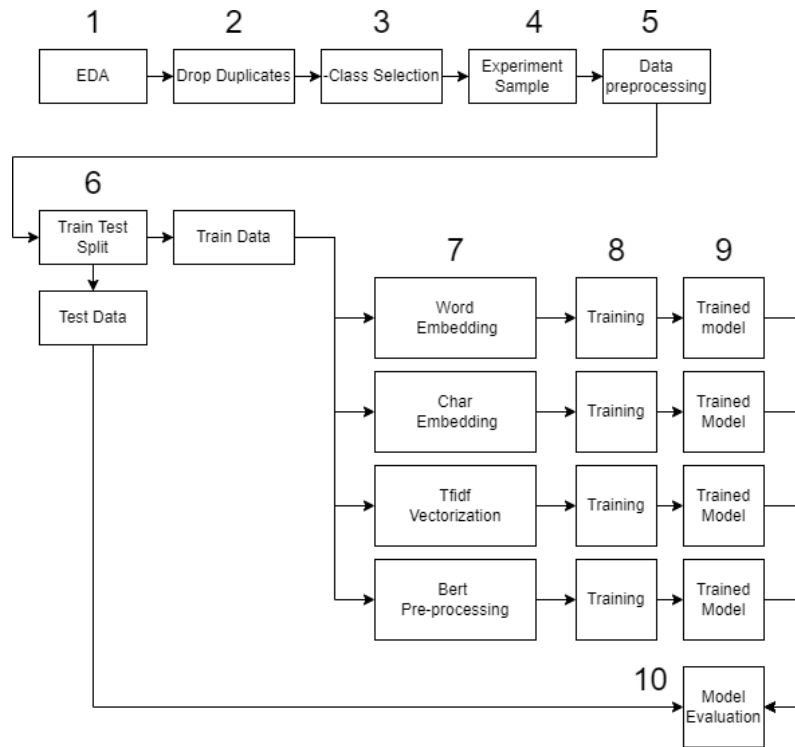 1
2
3
4
5
EDA
Drop Duplicates
-Class Selection
Experiment
Sample
Data
preprocessing
6
Train Test
Split
Train Data
Test Data
7
8
9
Word
Embedding
Training
Trained
model
Char
Embedding
Training
Trained
Model
Tfidf
Vectorization
Training
Trained
Model
Bert
Pre-processing
Training
Trained
Model
10
Model
Evaluation